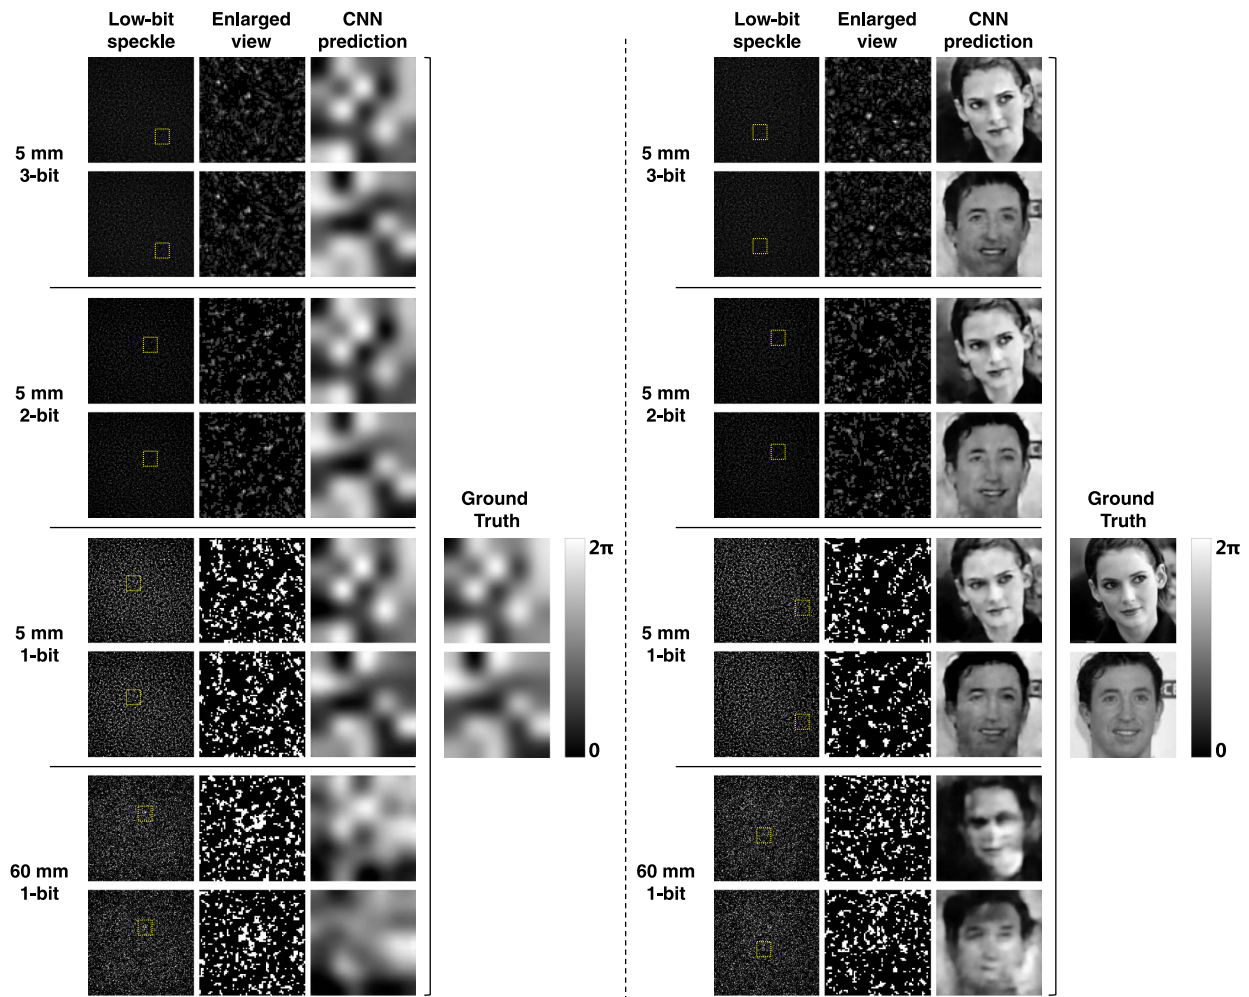 Low-bit speckle
Enlarged view
CNN prediction
5 mm
3-bit
5 mm
2-bit
5 mm
1-bit
60 mm
1-bit
Ground Truth
2π
0
Low-bit speckle
Enlarged view
CNN prediction
5 mm
3-bit
5 mm
2-bit
5 mm
1-bit
60 mm
1-bit
Ground Truth
2π
0